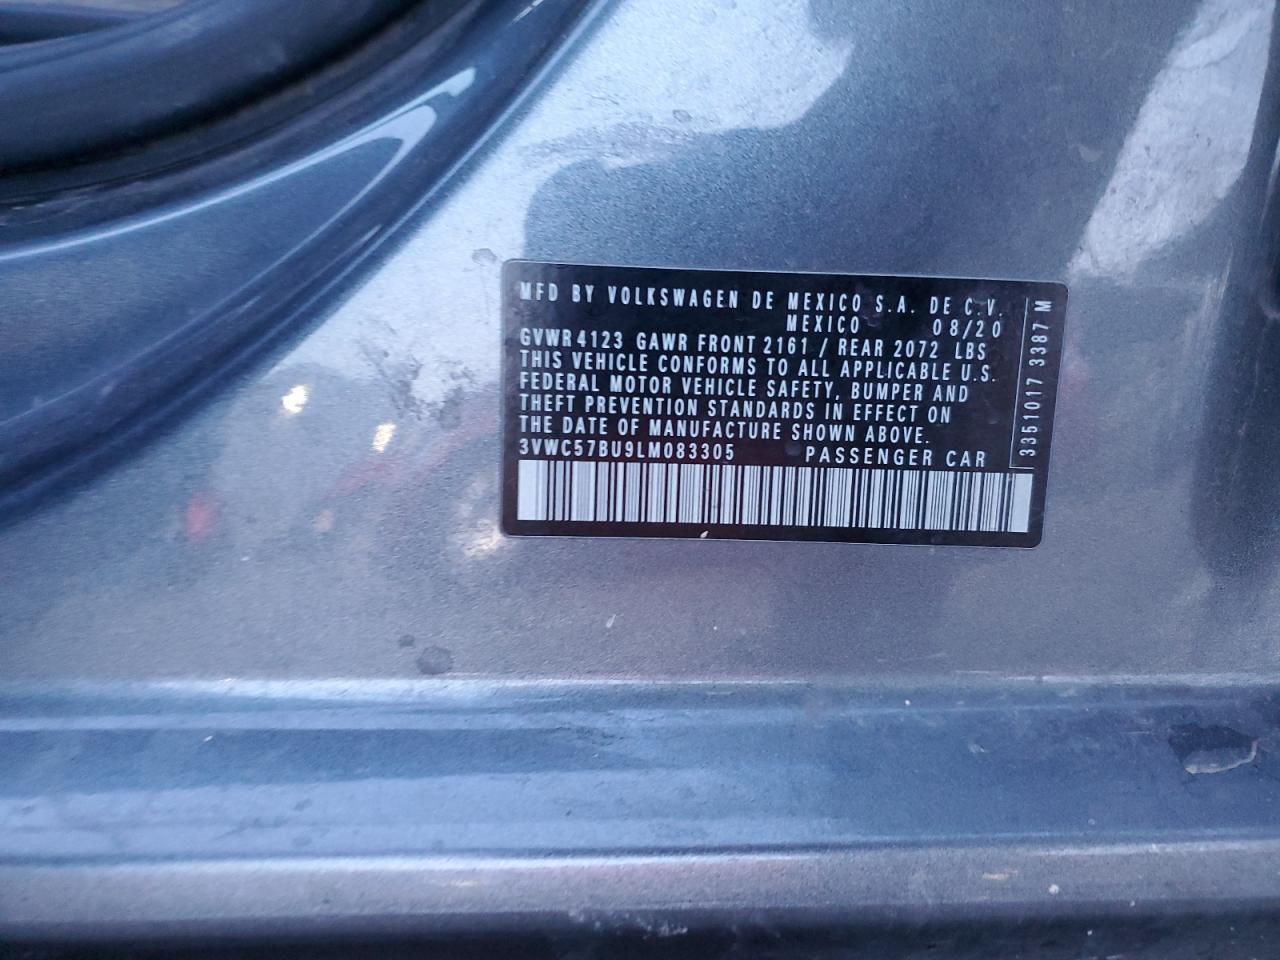 MFD BY VOLKSWAGEN DE MEXICO S.A. DE C.V.
MEXICO 08/20
GVWR 4123 GAWR FRONT 2161 / REAR 2072 LBS
THIS VEHICLE CONFORMS TO ALL APPLICABLE U.S.
FEDERAL MOTOR VEHICLE SAFETY, BUMPER AND
THEFT PREVENTION STANDARDS IN EFFECT ON
THE DATE OF MANUFACTURE SHOWN ABOVE.
3VWC57BU9LM083305 PASSENGER CAR
3351017 3387 M